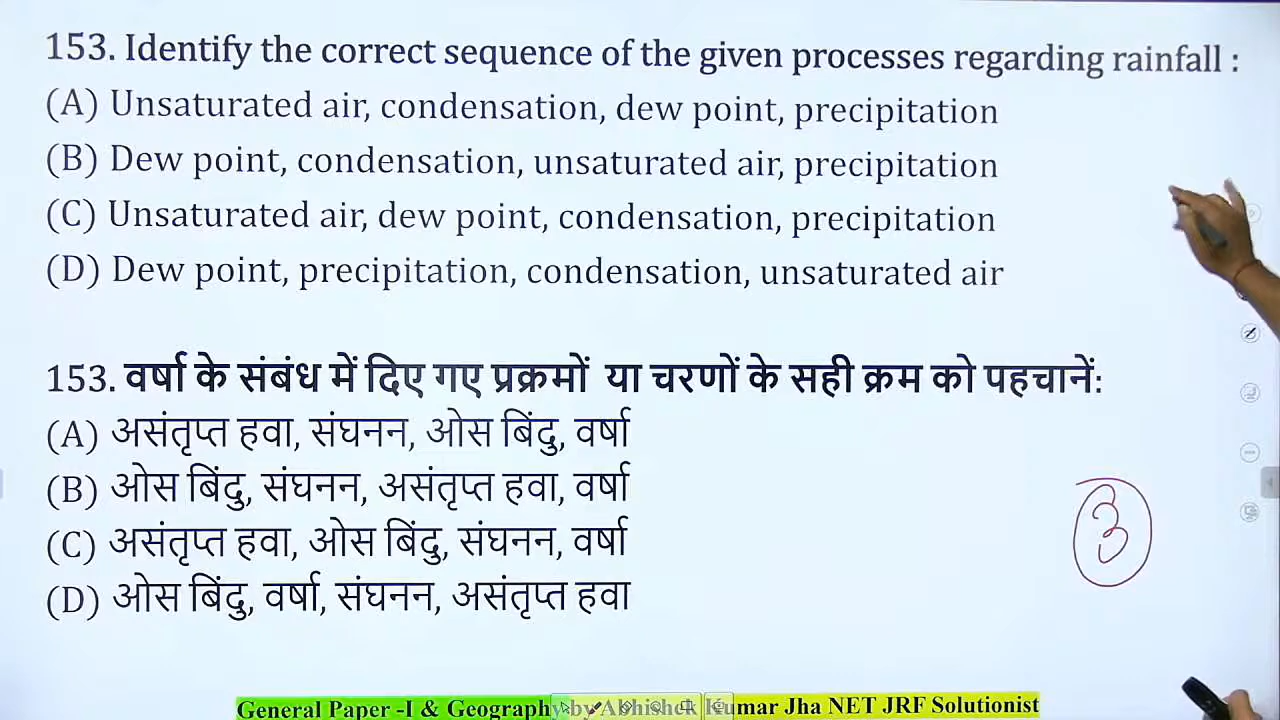 153. Identify the correct sequence of the given processes regarding rainfall :
(A) Unsaturated air, condensation, dew point, precipitation
(B) Dew point, condensation, unsaturated air, precipitation
(C) Unsaturated air, dew point, condensation, precipitation
(D) Dew point, precipitation, condensation, unsaturated air
153. वर्षा के संबंध में दिए गए प्रक्रमों या चरणों के सही क्रम को पहचानें:
(A) असंतृप्त हवा, संघनन, ओस बिंदु, वर्षा
(B) ओस बिंदु, संघनन, असंतृप्त हवा, वर्षा
(C) असंतृप्त हवा, ओस बिंदु, संघनन, वर्षा
(D) ओस बिंदु, वर्षा, संघनन, असंतृप्त हवा
3
General Paper -I & Geography by Abhishek Kumar Jha NET JRF Solutionist